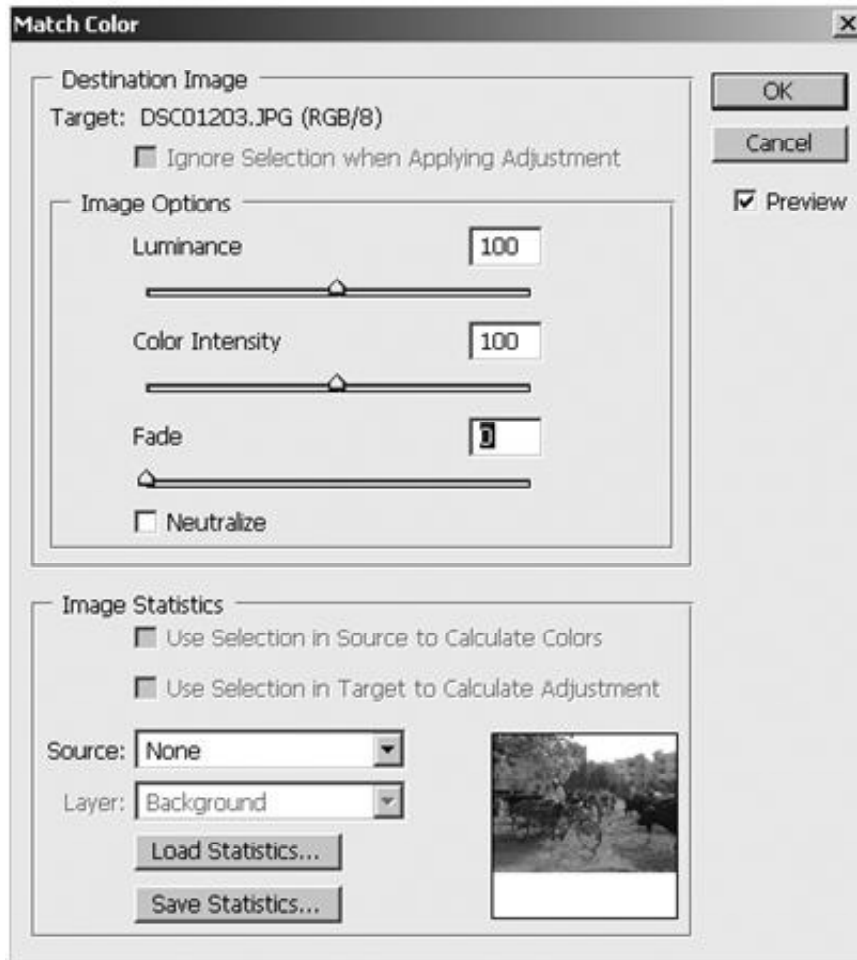 Match Color
Destination Image
OK
Target: DSC01203.JPG (RGB/8)
Cancel
Ignore Selection when Applying Adjustment
Preview
Image Options
Luminance 100
Color Intensity 100
Fade 0
Neutralize
Image Statistics
Use Selection in Source to Calculate Colors
Use Selection in Target to Calculate Adjustment
Source: None
Layer: Background
Load Statistics...
Save Statistics...